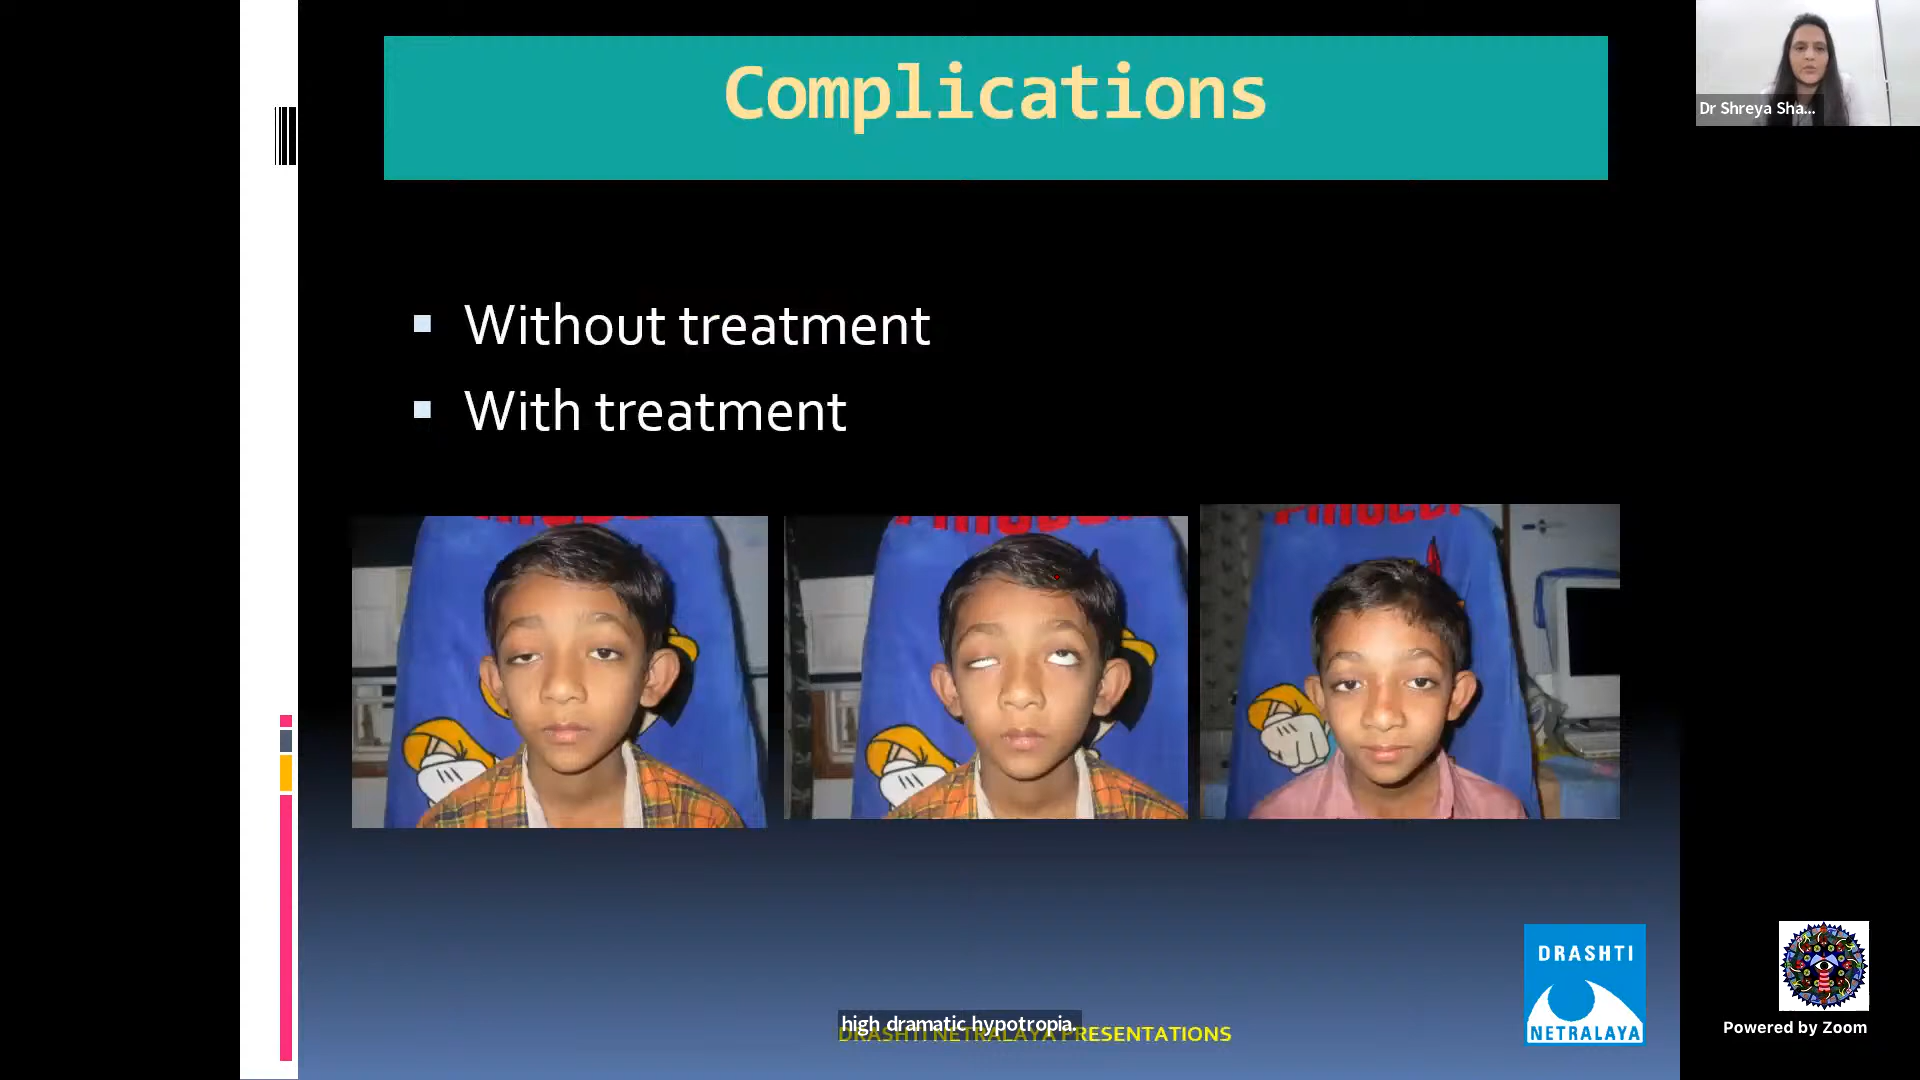 Complications
Dr Shreya Sha...
Without treatment
With treatment
DRASHTI
NETRALAYA
high dramatic hypotropia.
DRASHTI NETRALAYA PRESENTATIONS
Powered by Zoom